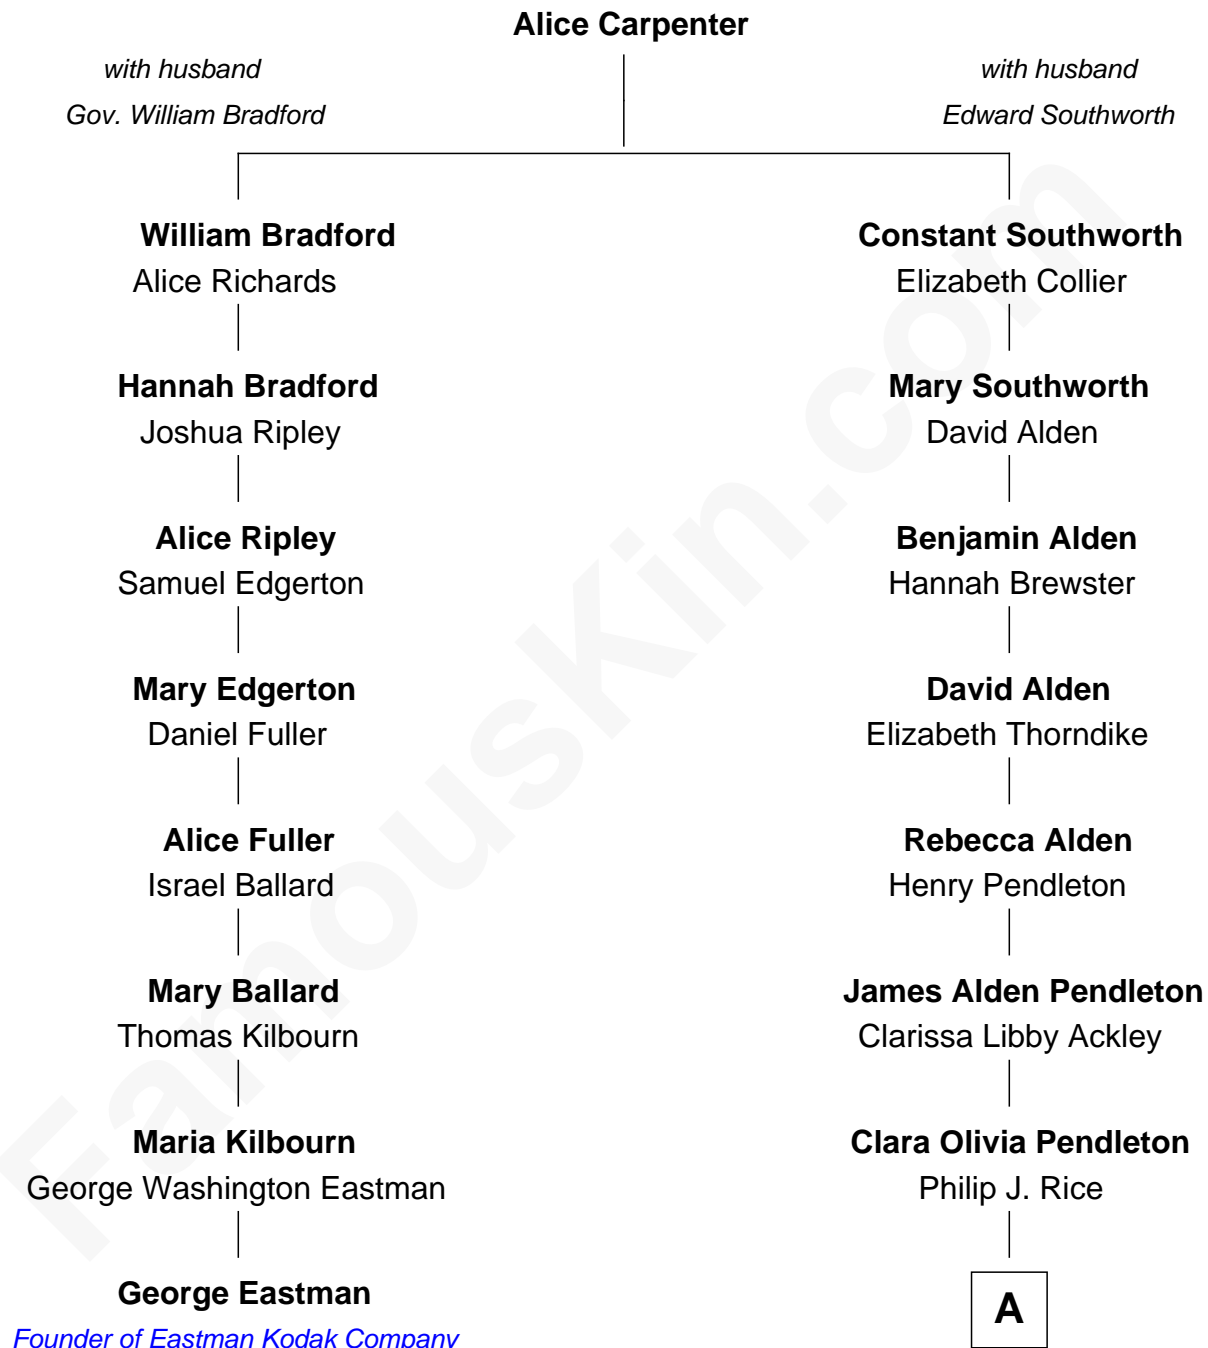 Alice Carpenter
with husband
Gov. William Bradford
with husband
Edward Southworth
William Bradford
Alice Richards
Hannah Bradford
Joshua Ripley
Alice Ripley
Samuel Edgerton
Mary Edgerton
Daniel Fuller
Alice Fuller
Israel Ballard
Mary Ballard
Thomas Kilbourn
Maria Kilbourn
George Washington Eastman
George Eastman
Founder of Eastman Kodak Company
Constant Southworth
Elizabeth Collier
Mary Southworth
David Alden
Benjamin Alden
Hannah Brewster
David Alden
Elizabeth Thorndike
Rebecca Alden
Henry Pendleton
James Alden Pendleton
Clarissa Libby Ackley
Clara Olivia Pendleton
Philip J. Rice
A
FamousKin.com